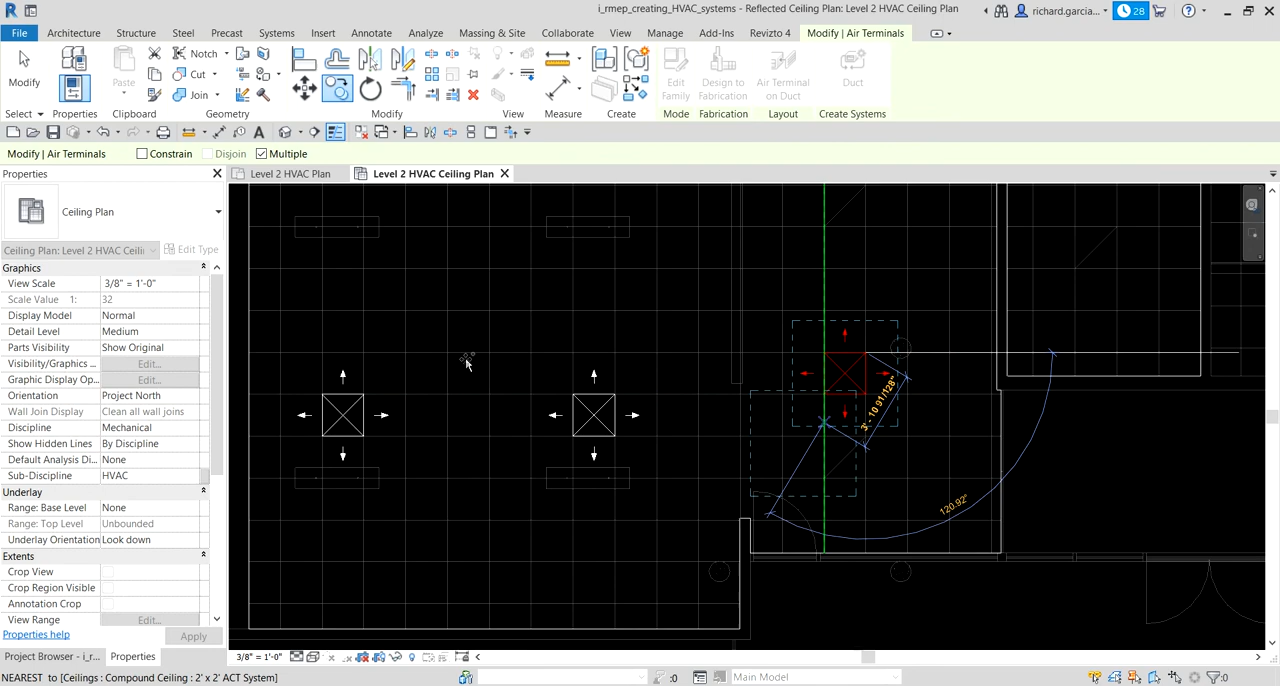 i_rmep_creating_HVAC_systems - Reflected Ceiling Plan: Level 2 HVAC Ceiling Plan
richard.garcia...
28
File Architecture Structure Steel Precast Systems Insert Annotate Analyze Massing & Site Collaborate View Manage Add-Ins Revizto 4 Modify | Air Terminals
Modify
Paste
Notch
Cut
Join
Edit Family
Design to Fabrication
Air Terminal on Duct
Duct
Select Properties Clipboard Geometry Modify View Measure Create Mode Fabrication Layout Create Systems
Modify | Air Terminals Constrain Disjoin Multiple
Properties
Level 2 HVAC Plan
Level 2 HVAC Ceiling Plan
Ceiling Plan
Ceiling Plan: Level 2 HVAC Ceili Edit Type
Graphics
View Scale 3/8" = 1'-0"
Scale Value 1: 32
Display Model Normal
Detail Level Medium
Parts Visibility Show Original
Visibility/Graphics ... Edit...
Graphic Display Op... Edit...
Orientation Project North
Wall Join Display Clean all wall joins
Discipline Mechanical
Show Hidden Lines By Discipline
Default Analysis Di... None
Sub-Discipline HVAC
Underlay
Range: Base Level None
Range: Top Level Unbounded
Underlay Orientation Look down
Extents
Crop View
Crop Region Visible
Annotation Crop
View Range Edit...
Properties help
Apply
Project Browser - i_r...
Properties
3' - 10 91/128"
120.92°
3/8" = 1'-0"
NEAREST to [Ceilings : Compound Ceiling : 2' x 2' ACT System]
:0
Main Model
:0